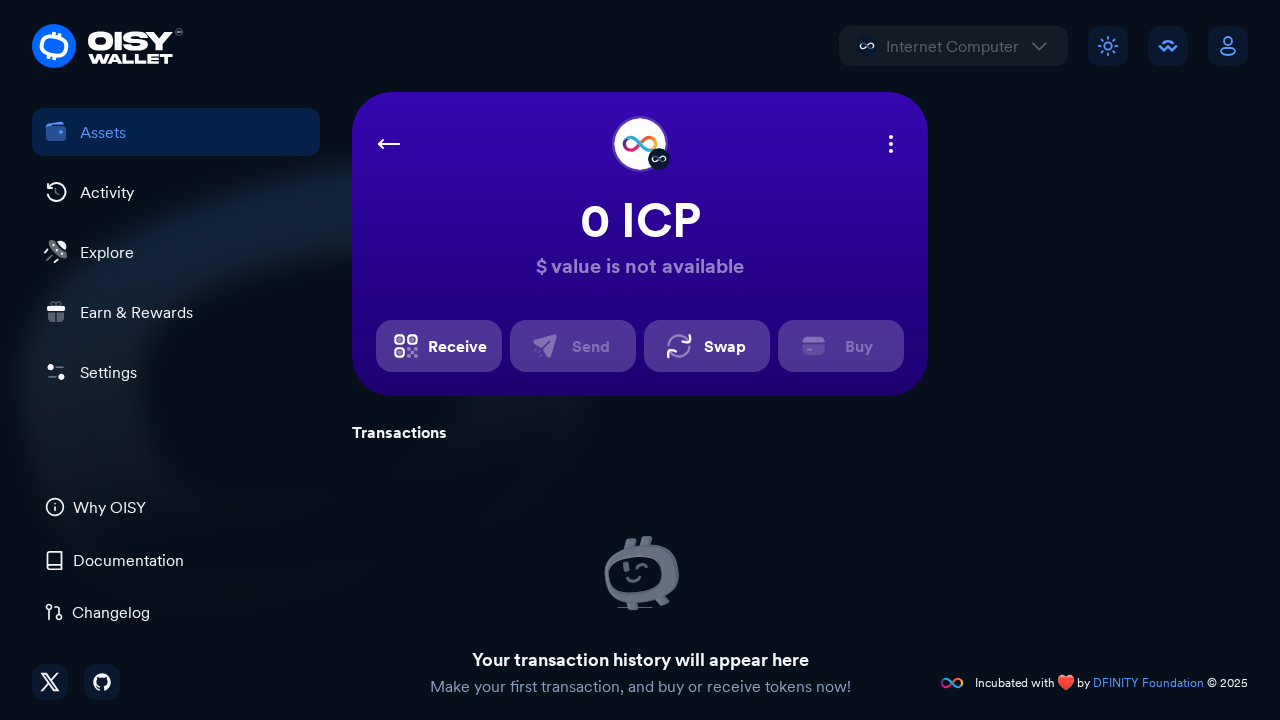 OISY
WALLET
Internet Computer
Assets
Activity
Explore
Earn & Rewards
Settings
Why OISY
Documentation
Changelog
0 ICP
$ value is not available
Receive
Send
Swap
Buy
Transactions
Your transaction history will appear here
Make your first transaction, and buy or receive tokens now!
Incubated with ❤️ by DFINITY Foundation © 2025